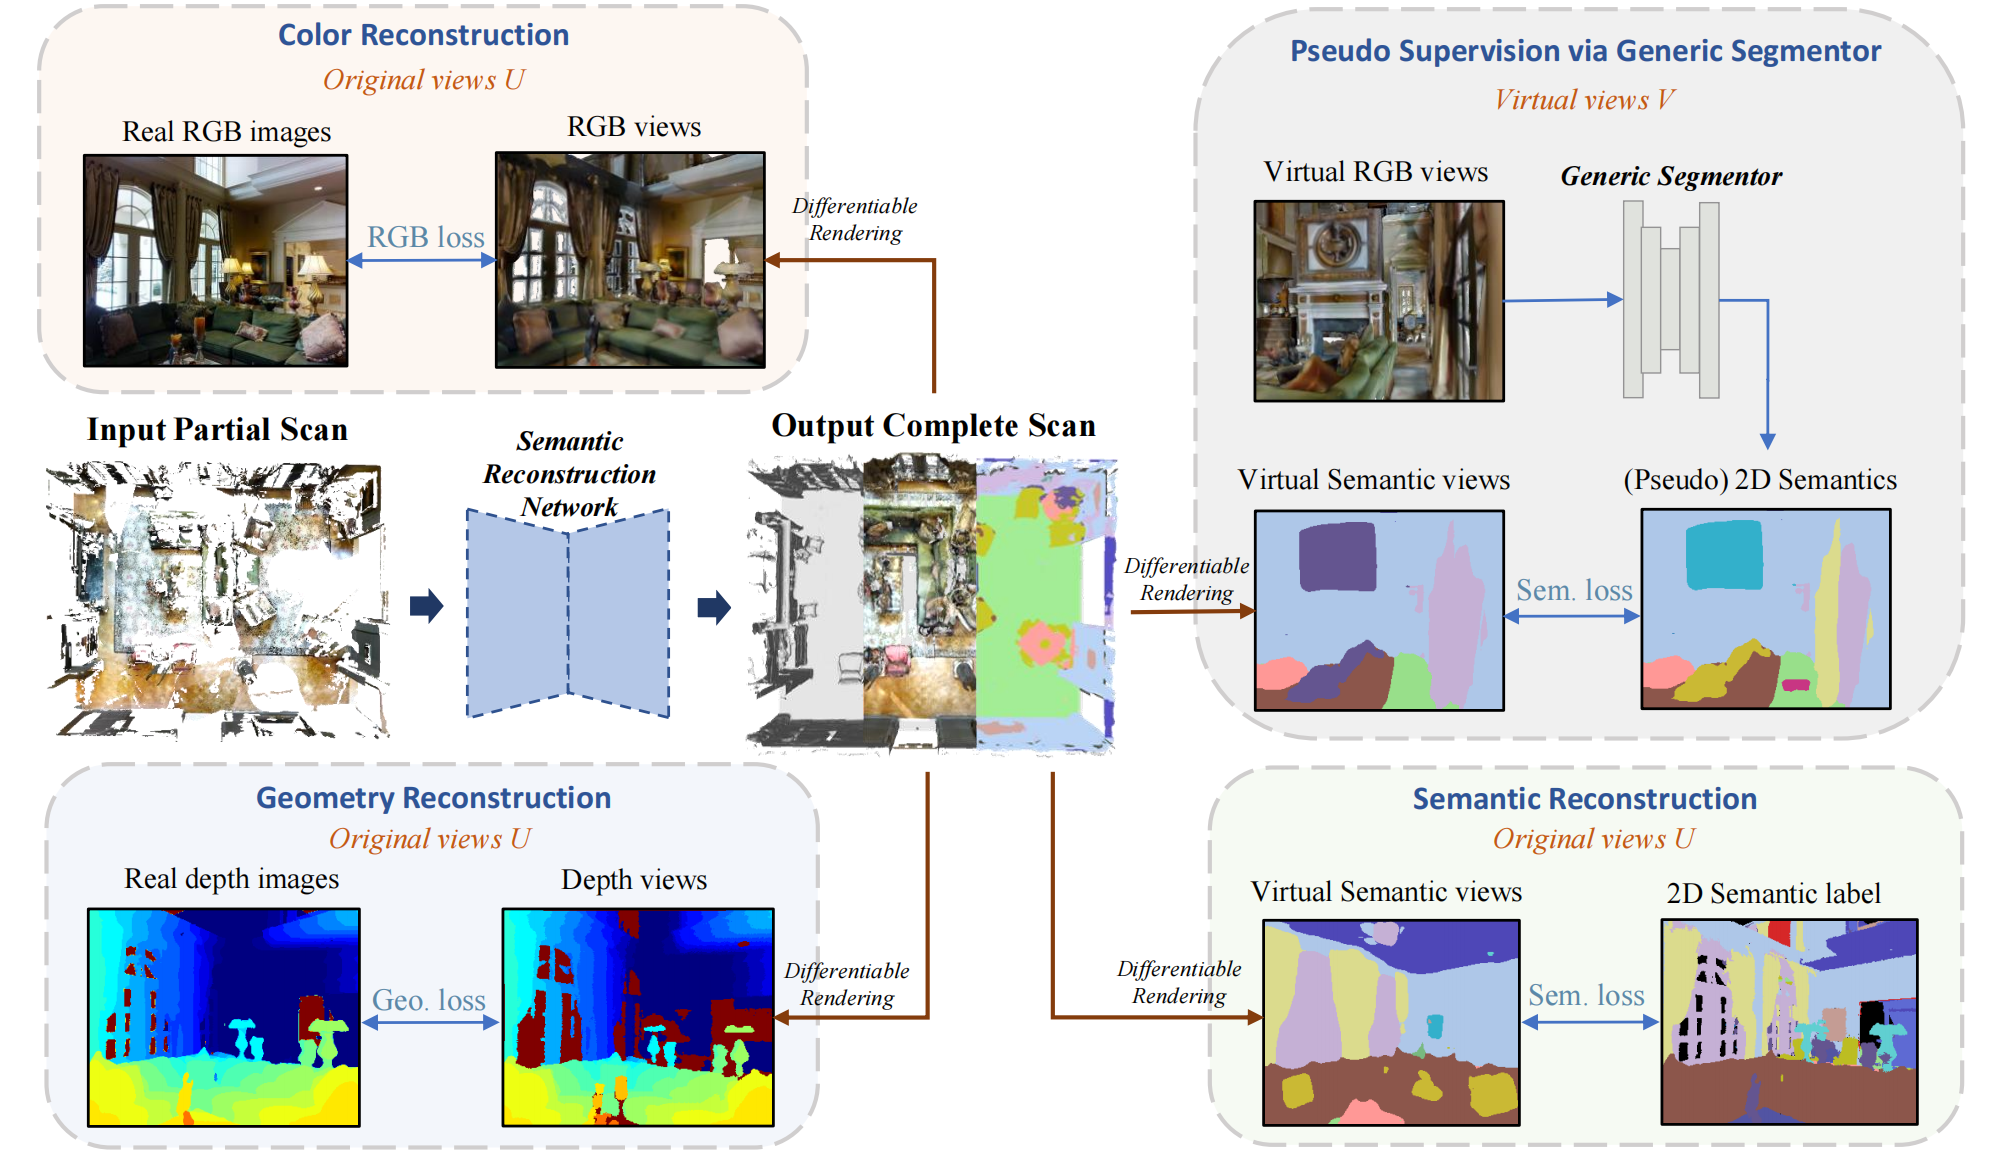 Color Reconstruction
Original views U
Real RGB images
RGB views
RGB loss
Differentiable
Rendering
Pseudo Supervision via Generic Segmentor
Virtual views V
Virtual RGB views
Generic Segmentor
Virtual Semantic views
(Pseudo) 2D Semantics
Sem. loss
Differentiable
Rendering
Input Partial Scan
Semantic
Reconstruction
Network
Output Complete Scan
Geometry Reconstruction
Original views U
Real depth images
Depth views
Geo. loss
Differentiable
Rendering
Semantic Reconstruction
Original views U
Virtual Semantic views
2D Semantic label
Sem. loss
Differentiable
Rendering